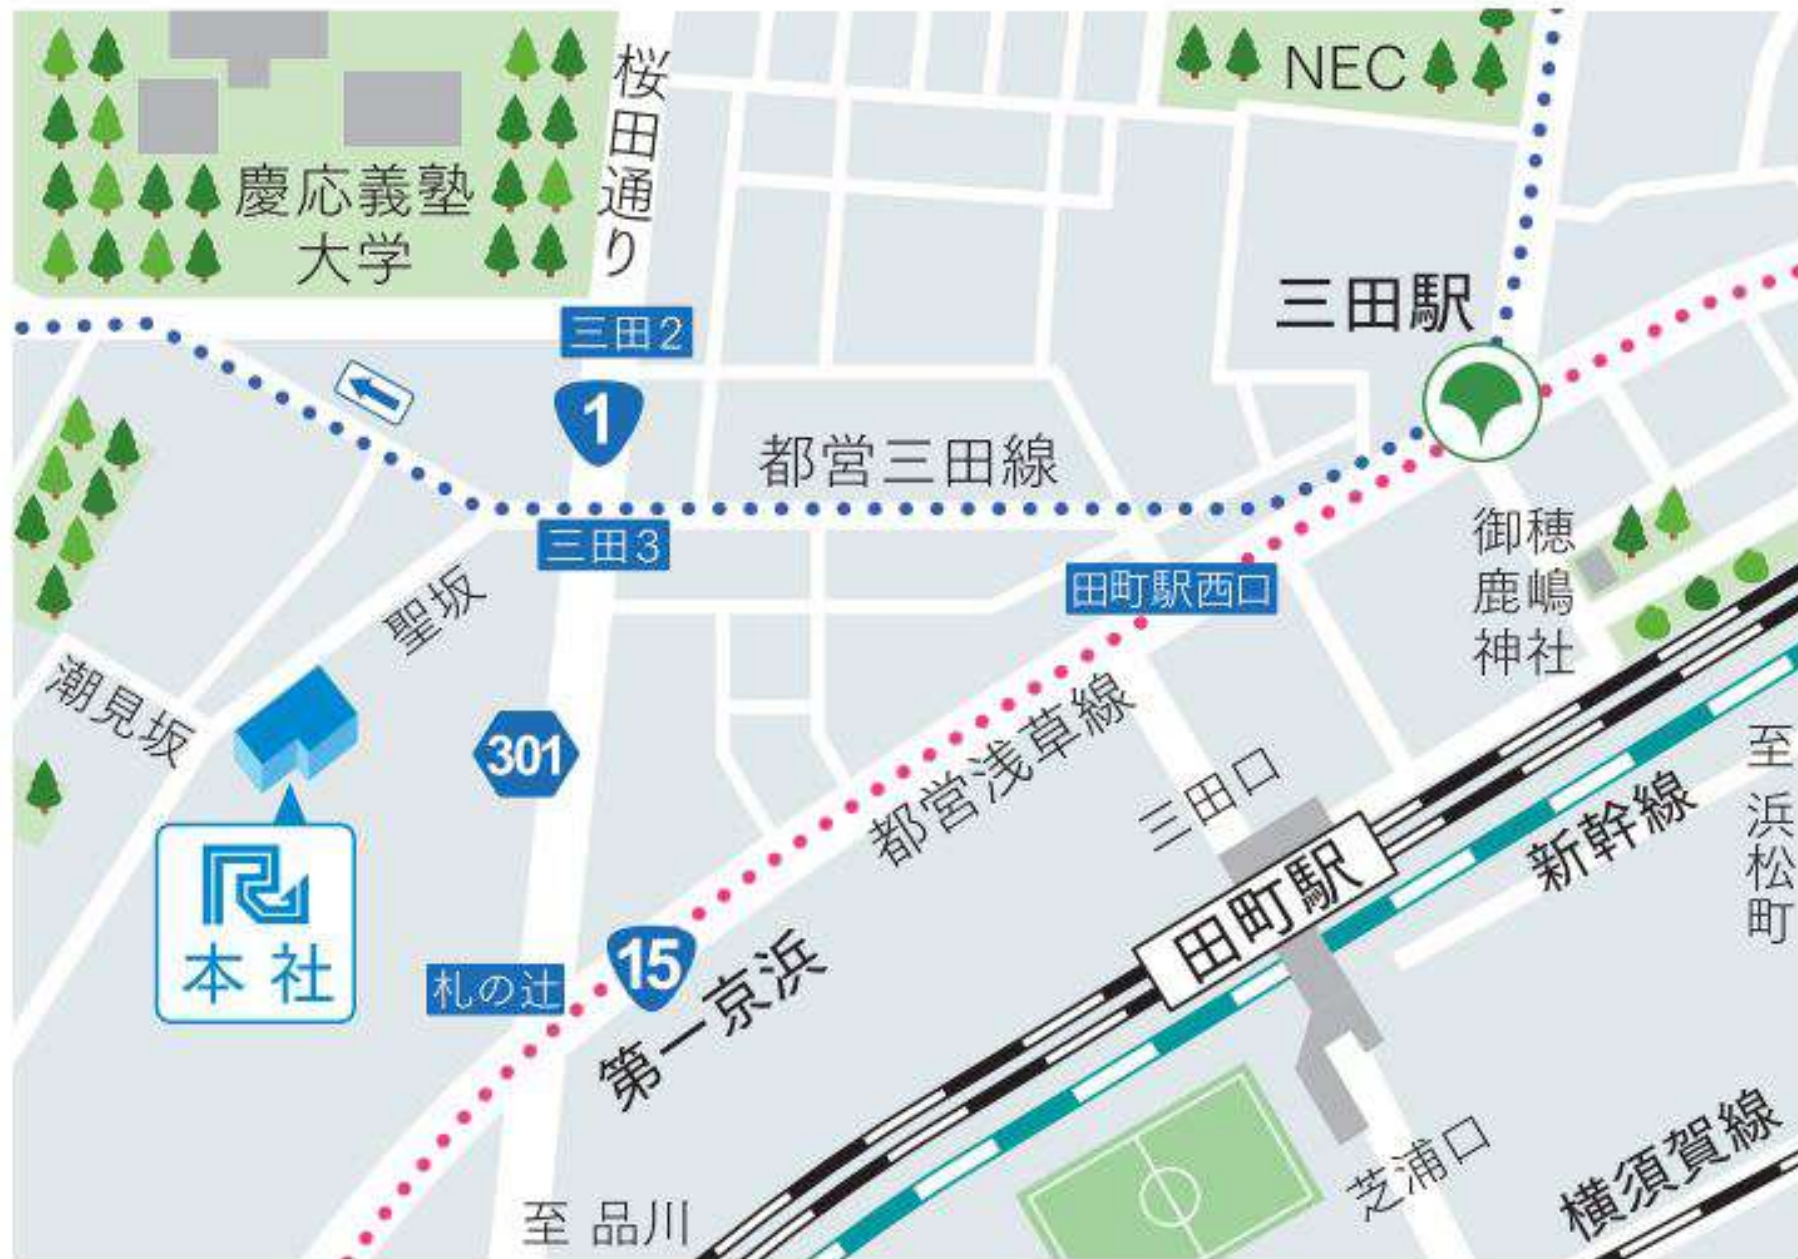 桜田通り
NEC
慶応義塾
大学
三田駅
三田2
1
都営三田線
三田3
田町駅西口
御穂
鹿嶋
神社
聖坂
潮見坂
301
都営浅草線
三田口
新幹線
至 浜松町
田町駅
本社
札の辻
15
第一京浜
芝浦口
横須賀線
至 品川